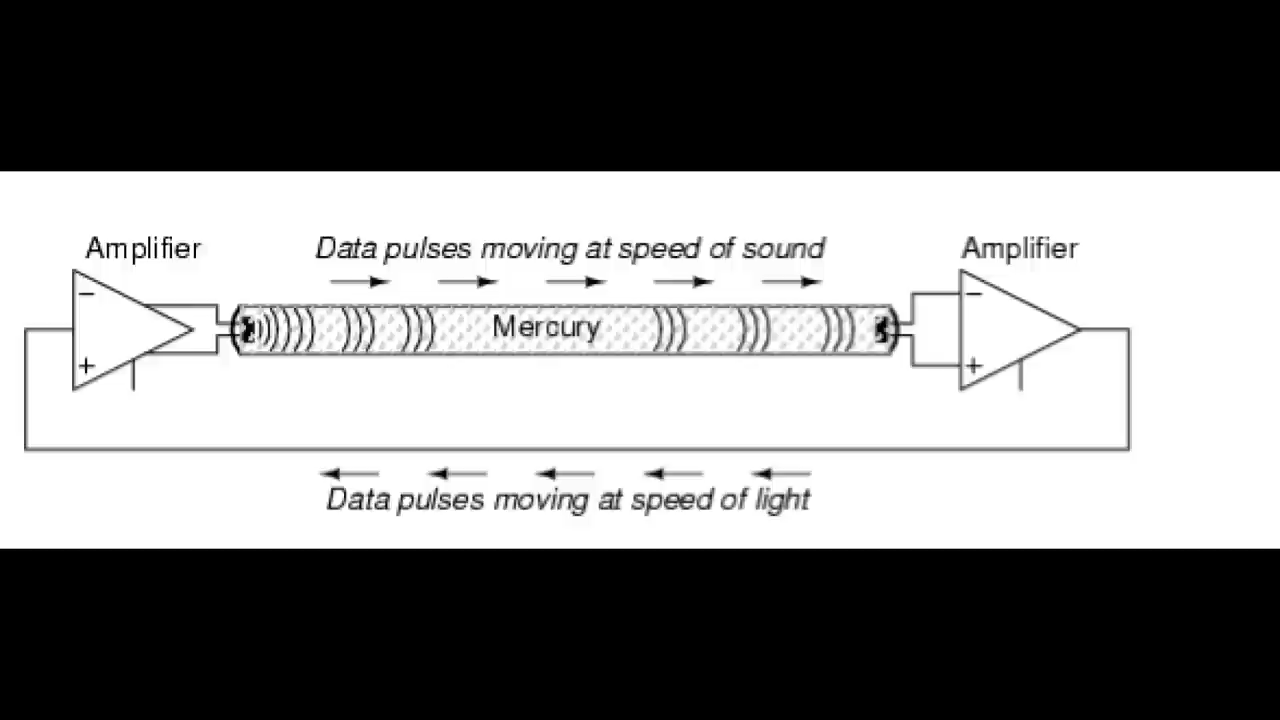 Amplifier
Data pulses moving at speed of sound
Amplifier
−
Mercury
−
+
+
Data pulses moving at speed of light